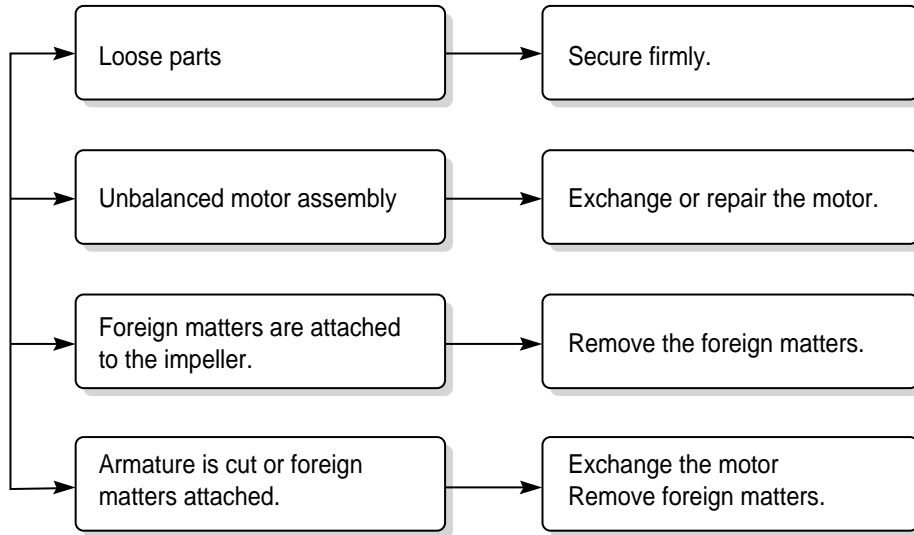 Loose parts
Secure firmly.
Unbalanced motor assembly
Exchange or repair the motor.
Foreign matters are attached
to the impeller.
Remove the foreign matters.
Armature is cut or foreign
matters attached.
Exchange the motor
Remove foreign matters.